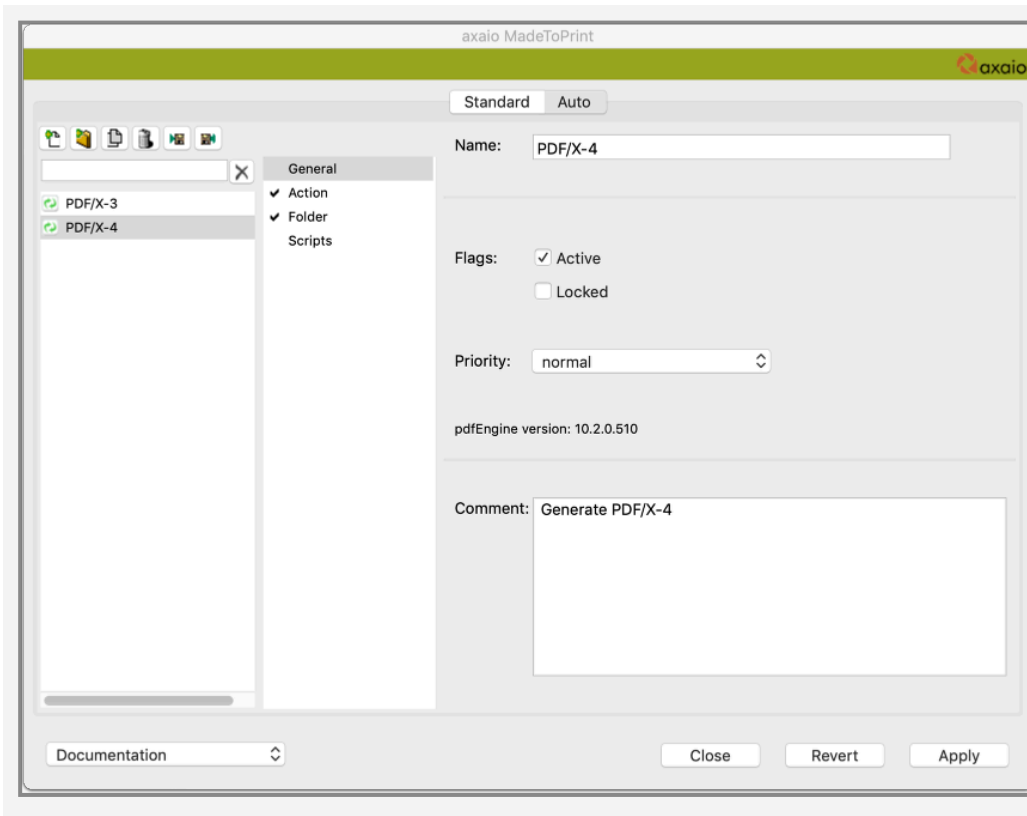 axaio MadeToPrint
axaio
Standard Auto
Name: PDF/X-4
General
Action
PDF/X-3
Folder
PDF/X-4
Scripts
Flags: Active
Locked
Priority: normal
pdfEngine version: 10.2.0.510
Comment: Generate PDF/X-4
Documentation Close Revert Apply